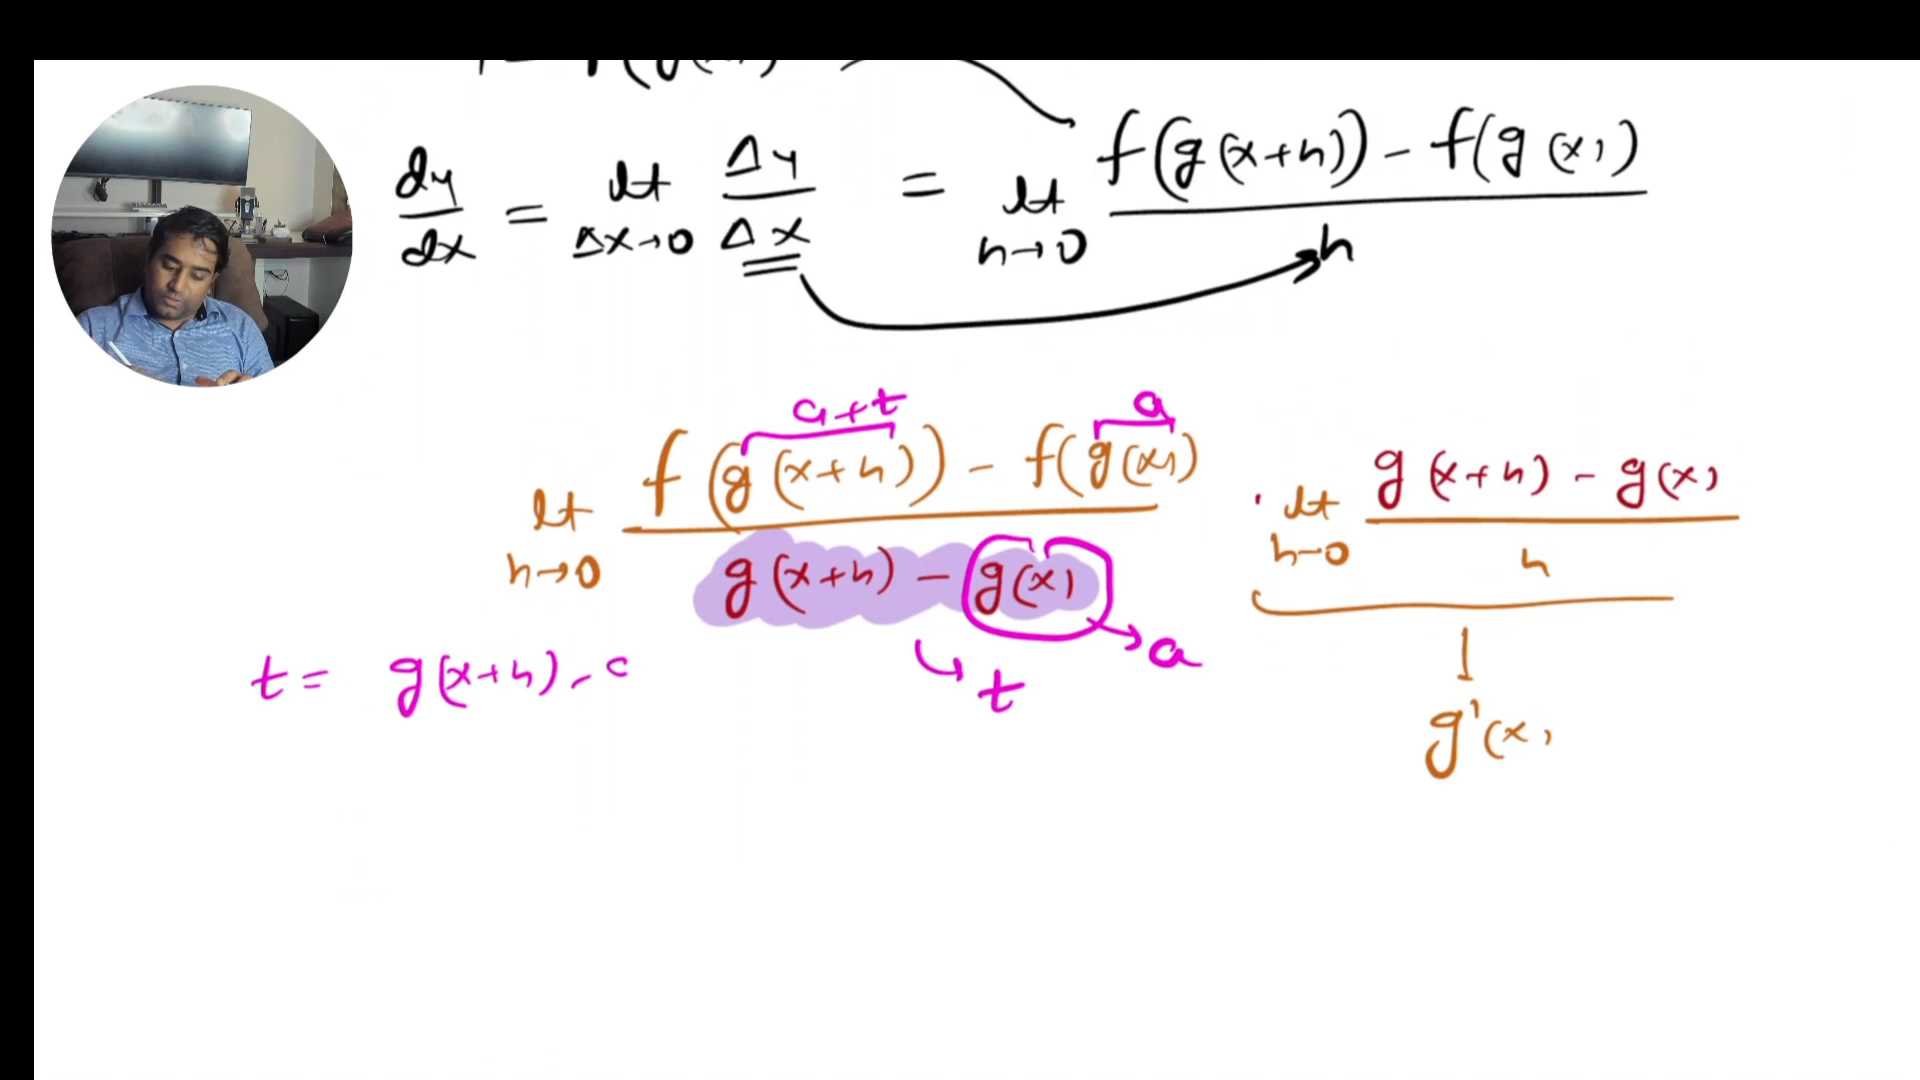 dy/dx = lt Δx→0 Δy/Δx = lt h→0 f(g(x+h)) - f(g(x)/h
a+t a
lt h→0 f(g(x+h)) - f(g(x)/g(x+h) - g(x) . lt h→0 g(x+h) - g(x)/h
→ a
t = g(x+h) -
t
g'(x)